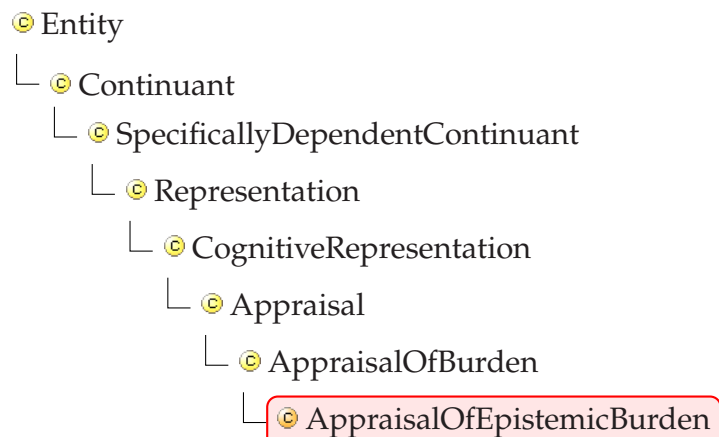 Entity
Continuant
SpecificallyDependentContinuant
Representation
CognitiveRepresentation
Appraisal
AppraisalOfBurden
AppraisalOfEpistemicBurden